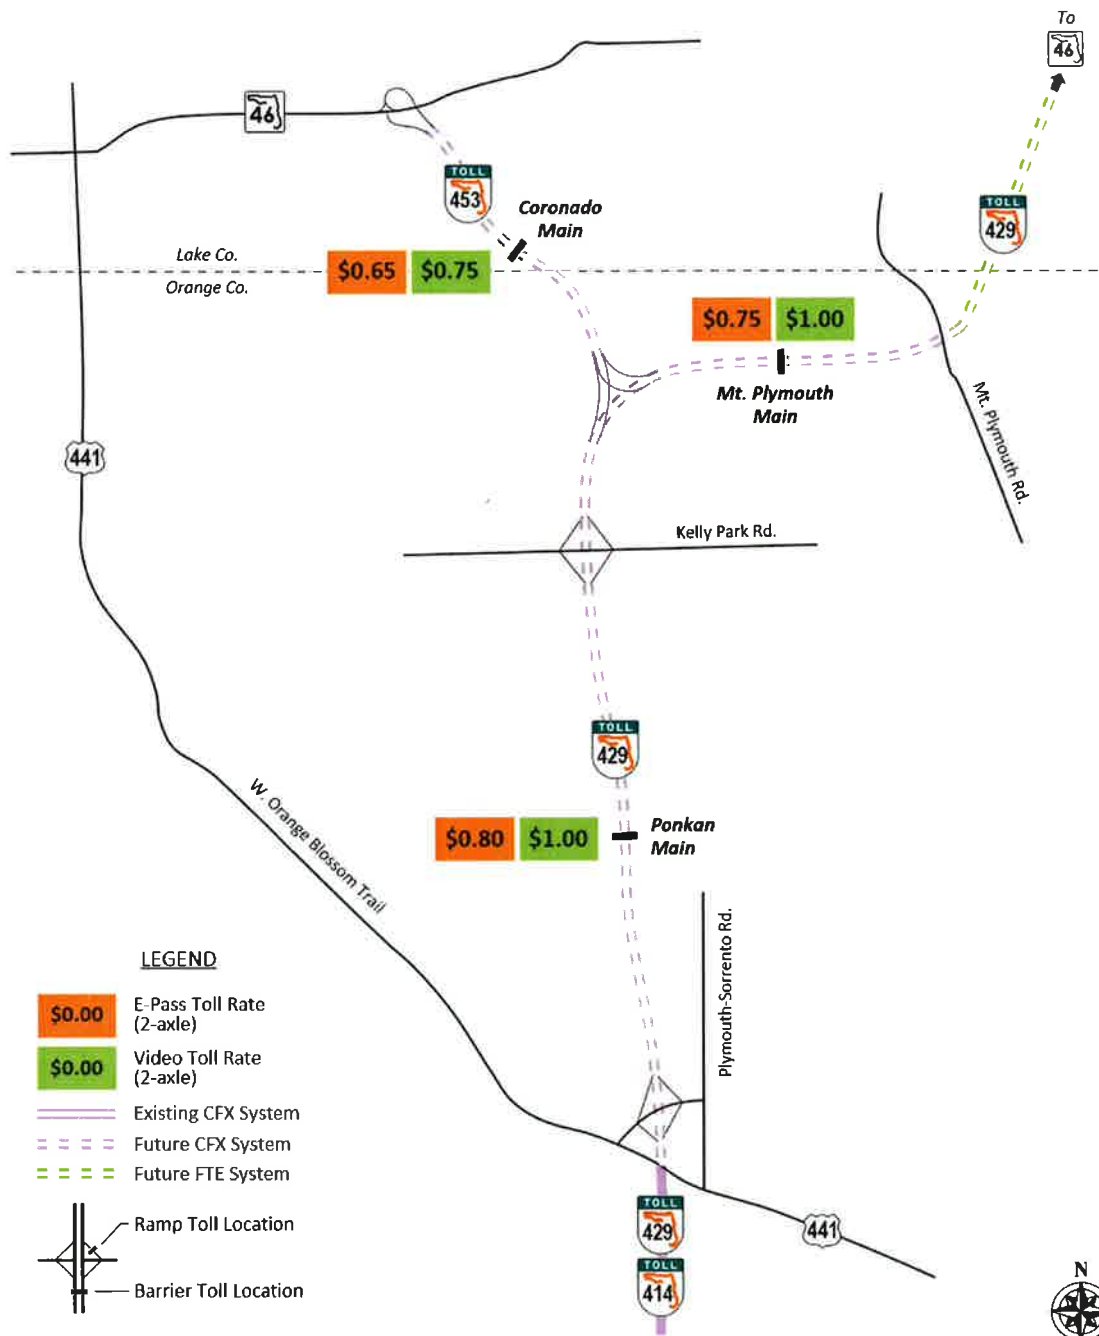 To
46
46
TOLL
453
Coronado
Main
TOLL
429
Lake Co.
Orange Co.
$0.65 $0.75
$0.75 $1.00
Mt. Plymouth
Main
Mt. Plymouth Rd.
441
Kelly Park Rd.
TOLL
429
W. Orange Blossom Trail
$0.80 $1.00
Ponkan
Main
Plymouth-Sorrento Rd.
LEGEND
$0.00 E-Pass Toll Rate
(2-axle)
$0.00 Video Toll Rate
(2-axle)
Existing CFX System
Future CFX System
Future FTE System
Ramp Toll Location
Barrier Toll Location
TOLL
429
441
TOLL
414
N